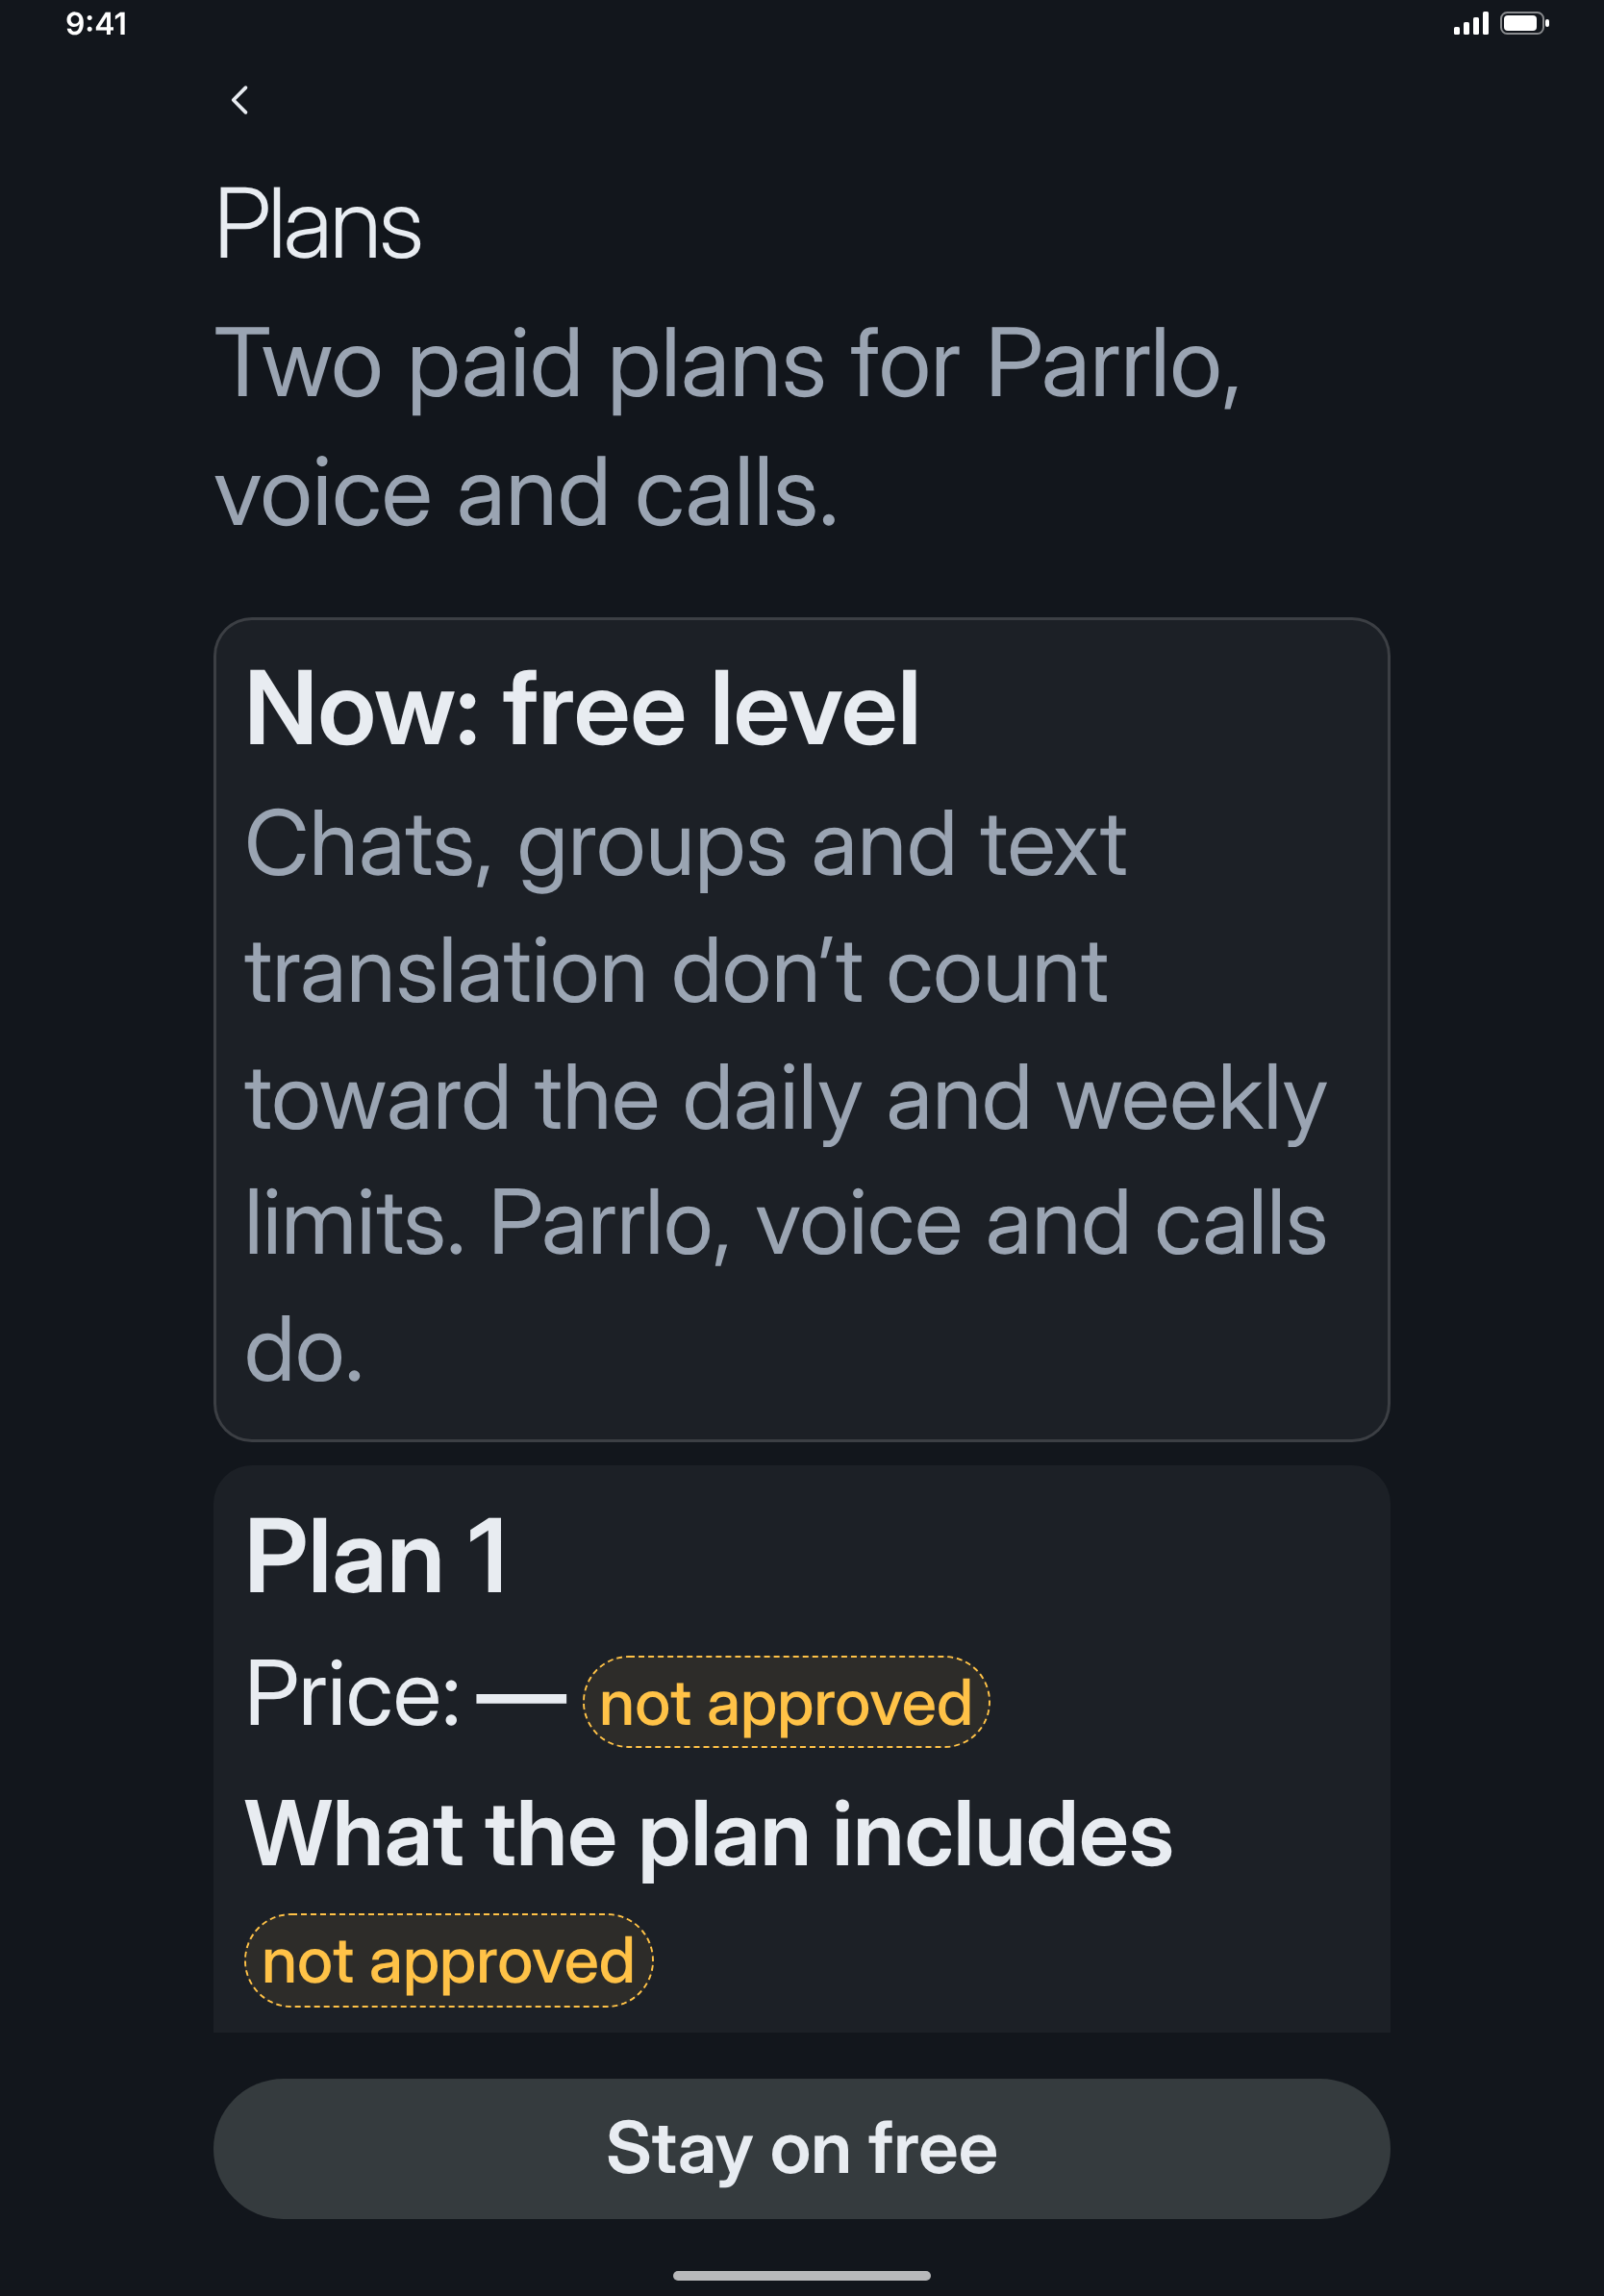 9:41
Plans
Two paid plans for Parrlo,
voice and calls.
Now: free level
Chats, groups and text
translation don’t count
toward the daily and weekly
limits. Parrlo, voice and calls
do.
Plan 1
Price: — not approved
What the plan includes
not approved
Stay on free